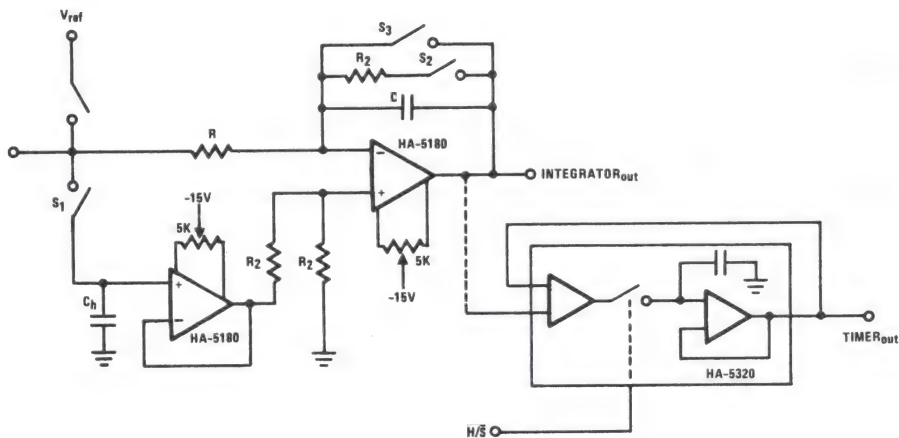 Vref
S3
R2
S2
C
R
HA-5180
INTEGRATORout
S1
-15V
5K
R2
R2
5K
-15V
Ch
HA-5180
TIMERout
HA-5320
H/S̅